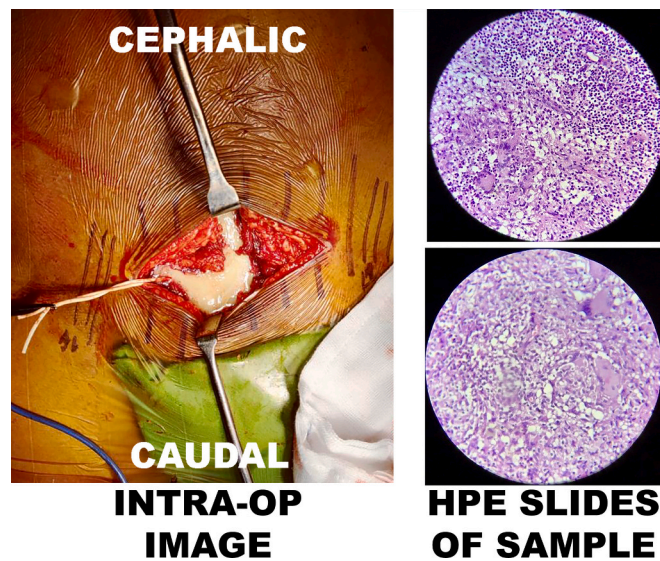 CEPHALIC
CAUDAL
INTRA-OP
IMAGE
HPE SLIDES
OF SAMPLE